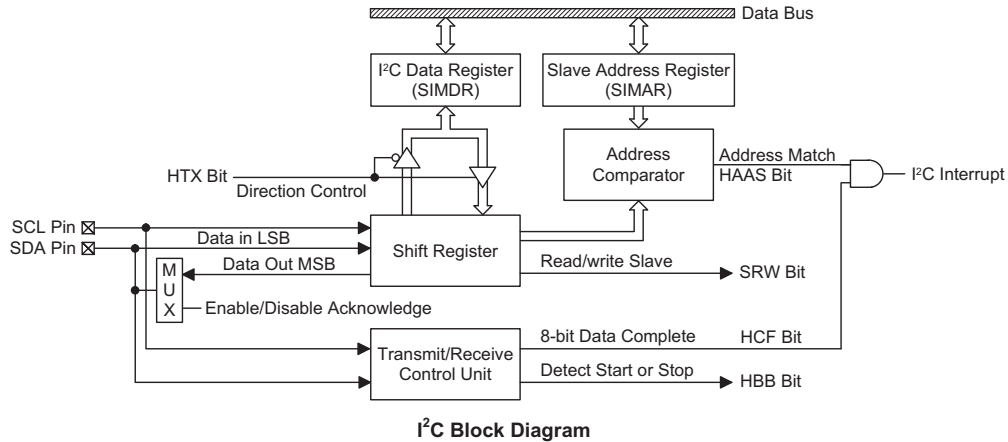 Data Bus
I²C Data Register
(SIMDR)
Slave Address Register
(SIMAR)
HTX Bit
Direction Control
Address
Comparator
Address Match
HAAS Bit
I²C Interrupt
SCL Pin
SDA Pin
Data in LSB
Shift Register
Data Out MSB
Read/write Slave
SRW Bit
M
U
X
Enable/Disable Acknowledge
Transmit/Receive
Control Unit
8-bit Data Complete
HCF Bit
Detect Start or Stop
HBB Bit
I²C Block Diagram